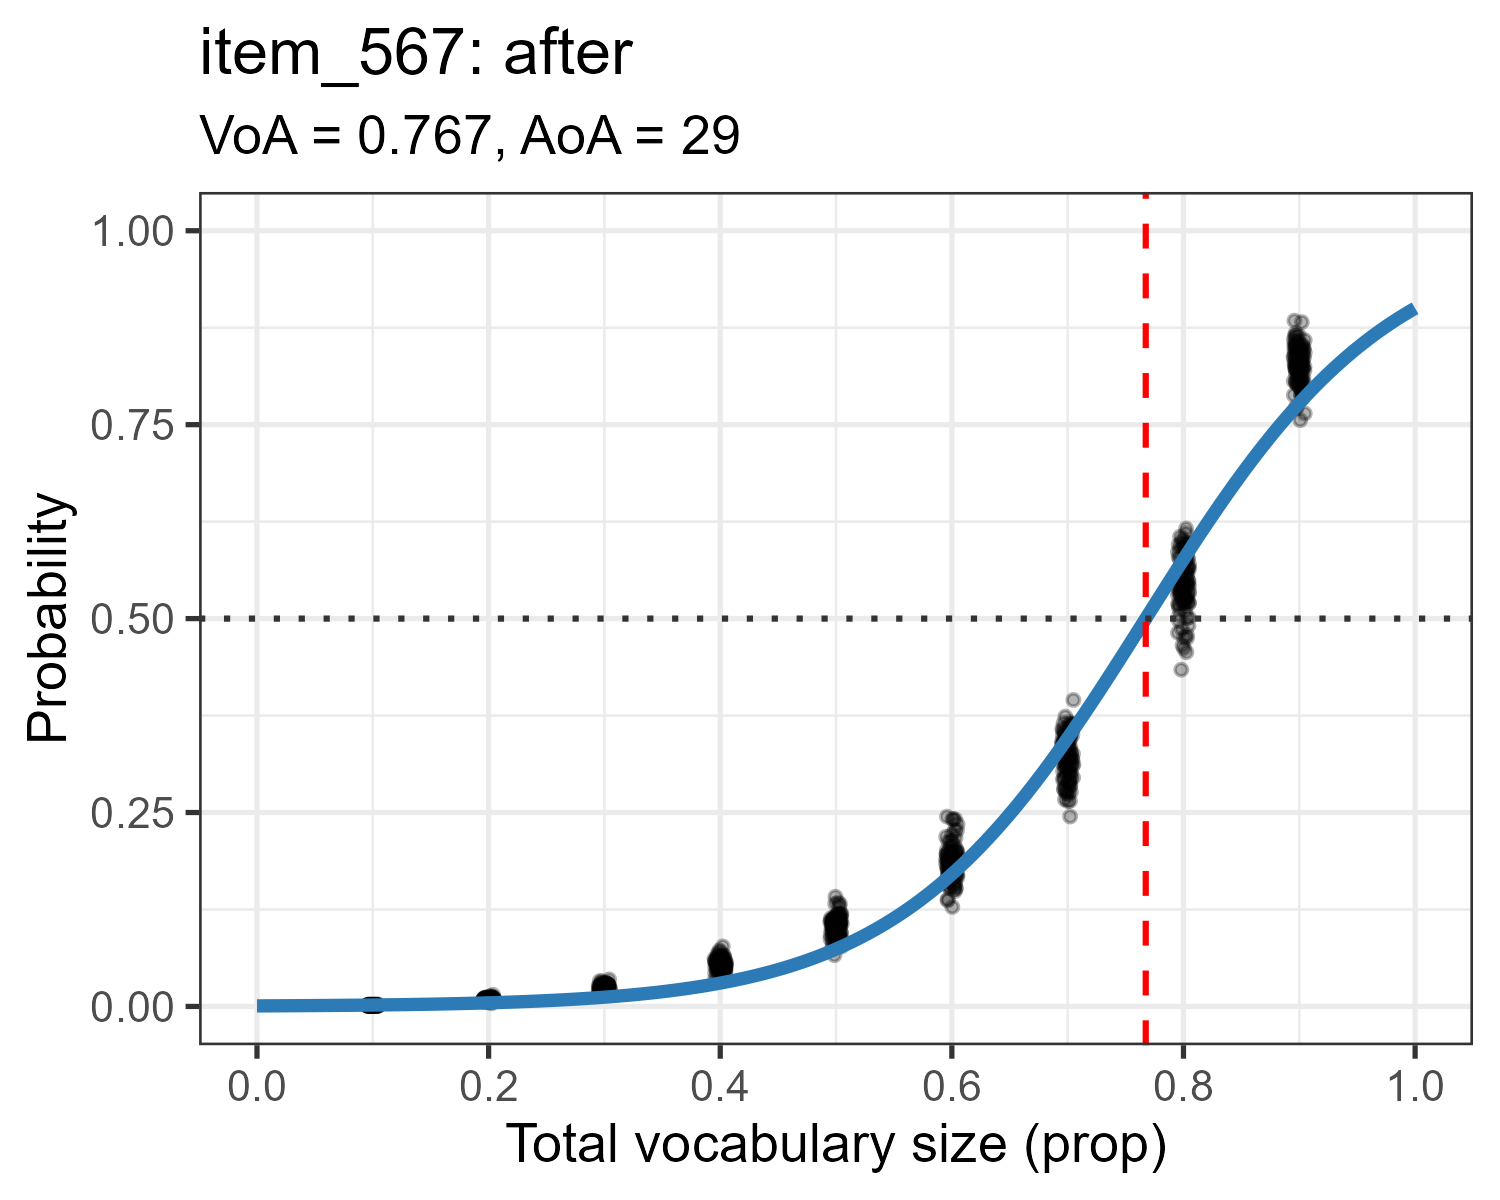 item_567: after
VoA = 0.767, AoA = 29
1.00
0.75
0.50
0.25
0.00
Probability
0.0 0.2 0.4 0.6 0.8 1.0
Total vocabulary size (prop)